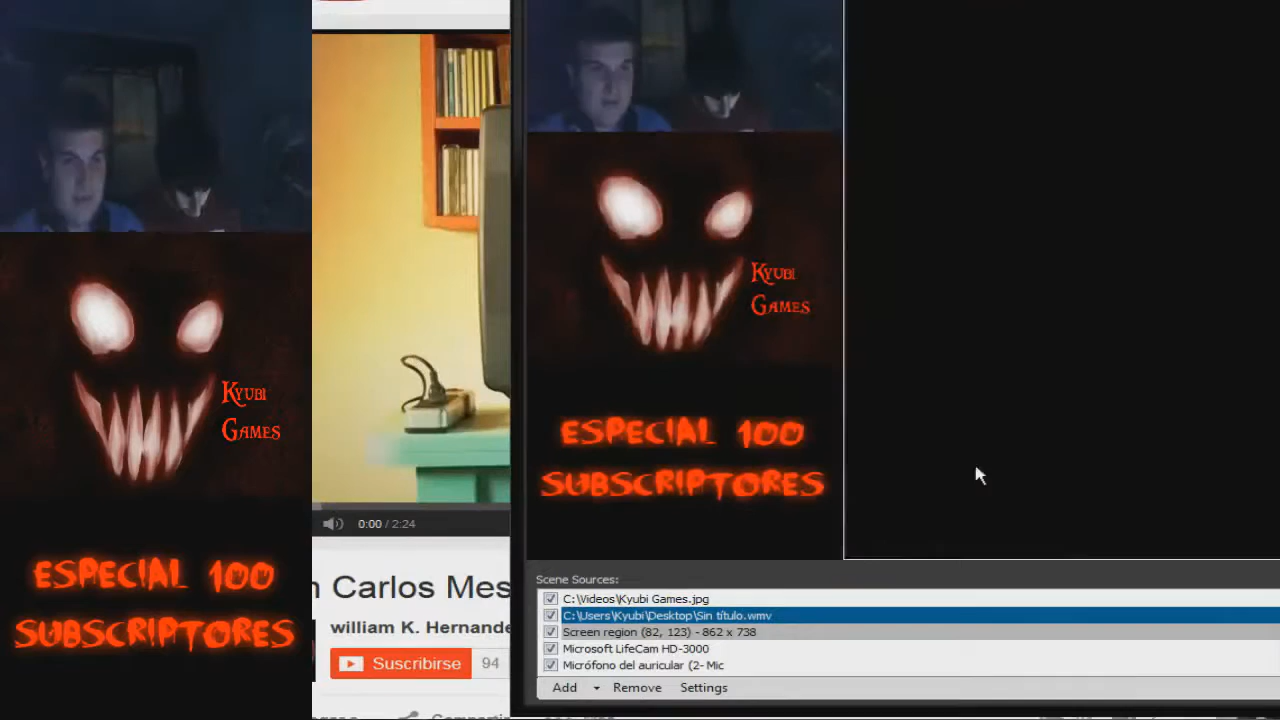 Kyubi
Games
ESPECIAL 100
SUBSCRIPTORES
0:00 / 2:24
Carlos Mes
william K. Hernande
Suscribirse
94
Kyubi
Games
ESPECIAL 100
SUBSCRIPTORES
Scene Sources:
C:\Videos\Kyubi Games.jpg
C:\Users\Kyubi\Desktop\Sin título.wmv
Screen region (82, 123) - 862 x 738
Microsoft LifeCam HD-3000
Micrófono del auricular (2- Mic
Add
Remove
Settings